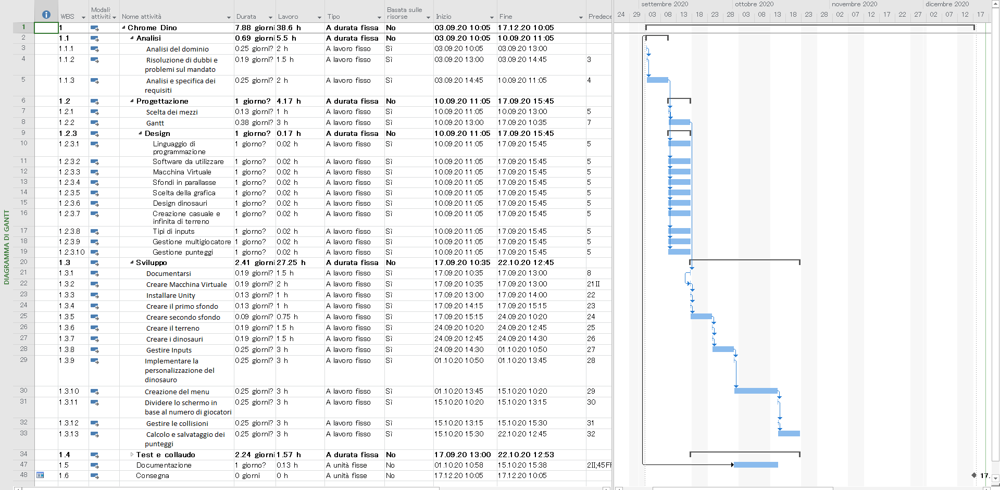 settembre 2020 ottobre 2020 novembre 2020 dicembre 2020
WBS Modali attività Nome attività Durata Lavoro Tipo Basata sulle risorse Inizio Fine Predece
24 29 03 08 13 18 23 28 03 08 13 18 23 28 02 07 12 17 22 27 02 07 12 17
1 1 Chrome Dino 7.88 giorni 38.6 h A durata fissa No 03.09.20 10:05 17.12.20 10:05
2 1.1 Analisi 0.69 giorni 5.5 h A durata fissa No 03.09.20 10:05 10.09.20 11:05
3 1.1.1 Analisi del dominio 0.25 giorni? 2 h A lavoro fisso Sì 03.09.20 10:05 03.09.20 13:00
4 1.1.2 Risoluzione di dubbi e 0.19 giorni? 1.5 h A lavoro fisso Sì 03.09.20 13:00 03.09.20 14:45 3
problemi sul mandato
5 1.1.3 Analisi e specifica dei 0.25 giorni? 2 h A lavoro fisso Sì 03.09.20 14:45 10.09.20 11:05 4
requisiti
6 1.2 Progettazione 1 giorno? 4.17 h A durata fissa No 10.09.20 11:05 17.09.20 15:45
7 1.2.1 Scelta dei mezzi 0.13 giorni? 1 h A lavoro fisso Sì 10.09.20 11:05 10.09.20 13:00 5
8 1.2.2 Gantt 0.38 giorni? 3 h A lavoro fisso Sì 10.09.20 13:00 17.09.20 10:35 7
9 1.2.3 Design 1 giorno? 0.17 h A durata fissa No 10.09.20 11:05 17.09.20 15:45
10 1.2.3.1 Linguaggio di 1 giorno? 0.02 h A lavoro fisso Sì 10.09.20 11:05 17.09.20 15:45 5
programmazione
11 1.2.3.2 Software da utilizzare 1 giorno? 0.02 h A lavoro fisso Sì 10.09.20 11:05 17.09.20 15:45 5
12 1.2.3.3 Macchina Virtuale 1 giorno? 0.02 h A lavoro fisso Sì 10.09.20 11:05 17.09.20 15:45 5
13 1.2.3.4 Sfondi in parallasse 1 giorno? 0.02 h A lavoro fisso Sì 10.09.20 11:05 17.09.20 15:45 5
14 1.2.3.5 Scelta della grafica 1 giorno? 0.02 h A lavoro fisso Sì 10.09.20 11:05 17.09.20 15:45 5
15 1.2.3.6 Design dinosauri 1 giorno? 0.02 h A lavoro fisso Sì 10.09.20 11:05 17.09.20 15:45 5
16 1.2.3.7 Creazione casuale e 1 giorno? 0.02 h A lavoro fisso Sì 10.09.20 11:05 17.09.20 15:45 5
infinita di terreno
17 1.2.3.8 Tipi di inputs 1 giorno? 0.02 h A lavoro fisso Sì 10.09.20 11:05 17.09.20 15:45 5
18 1.2.3.9 Gestione multigiocatore 1 giorno? 0.02 h A lavoro fisso Sì 10.09.20 11:05 17.09.20 15:45 5
19 1.2.3.10 Gestione punteggi 1 giorno? 0.02 h A lavoro fisso Sì 10.09.20 11:05 17.09.20 15:45 5
20 1.3 Sviluppo 2.41 giorni 27.25 h A durata fissa No 17.09.20 10:35 22.10.20 12:45
21 1.3.1 Documentarsi 0.19 giorni? 1.5 h A lavoro fisso Sì 17.09.20 10:35 17.09.20 13:00 8
22 1.3.2 Creare Macchina Virtuale 0.19 giorni? 2 h A lavoro fisso Sì 17.09.20 10:35 17.09.20 13:00 21II
23 1.3.3 Installare Unity 0.13 giorni? 1 h A lavoro fisso Sì 17.09.20 13:00 17.09.20 14:00 22
24 1.3.4 Creare il primo sfondo 0.13 giorni? 1 h A lavoro fisso Sì 17.09.20 14:15 17.09.20 15:15 23
25 1.3.5 Creare secondo sfondo 0.09 giorni? 0.75 h A lavoro fisso Sì 17.09.20 15:15 24.09.20 10:20 24
26 1.3.6 Creare il terreno 0.19 giorni? 1.5 h A lavoro fisso Sì 24.09.20 10:20 24.09.20 12:45 25
27 1.3.7 Creare i dinosauri 0.19 giorni? 1.5 h A lavoro fisso Sì 24.09.20 12:45 24.09.20 14:30 26
28 1.3.8 Gestire Inputs 0.25 giorni? 3 h A lavoro fisso Sì 24.09.20 14:30 01.10.20 10:50 27
29 1.3.9 Implementare la 0.25 giorni? 3 h A lavoro fisso Sì 01.10.20 10:50 01.10.20 13:45 28
personalizzazione del
dinosauro
30 1.3.10 Creazione del menu 0.25 giorni? 3 h A lavoro fisso Sì 01.10.20 13:45 15.10.20 10:20 29
31 1.3.11 Dividere lo schermo in 0.25 giorni? 3 h A lavoro fisso Sì 15.10.20 10:20 15.10.20 13:15 30
base al numero di giocatori
32 1.3.12 Gestire le collisioni 0.25 giorni? 3 h A lavoro fisso Sì 15.10.20 13:15 15.10.20 15:30 31
33 1.3.13 Calcolo e salvataggio dei 0.25 giorni? 3 h A lavoro fisso Sì 15.10.20 15:30 22.10.20 12:45 32
punteggi
34 1.4 Test e collaudo 2.24 giorni 1.57 h A durata fissa No 17.09.20 13:00 22.10.20 12:53
47 1.5 Documentazione 1 giorno? 0.13 h A unità fisse No 01.10.20 10:58 15.10.20 15:38 2II;45FF
48 1.6 Consegna 0 giorni 0 h A unità fisse No 17.12.20 10:05 17.12.20 10:05
17.
DIAGRAMMA DI GANTT